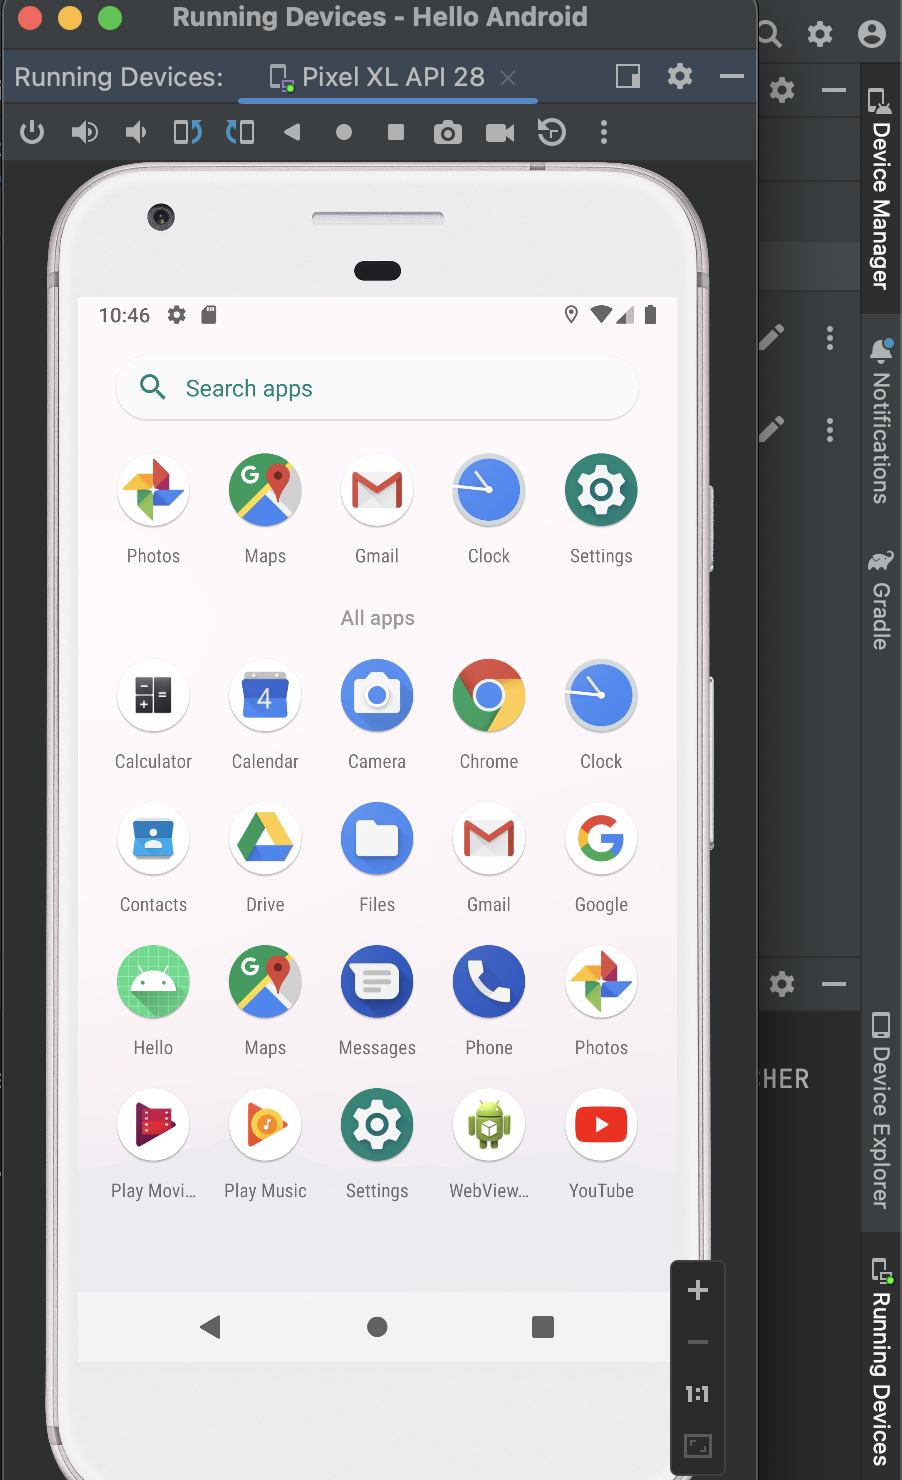 Running Devices - Hello Android
Running Devices:
Pixel XL API 28
10:46
Search apps
Photos
Maps
Gmail
Clock
Settings
All apps
Calculator
Calendar
Camera
Chrome
Clock
4
Contacts
Drive
Files
Gmail
Google
Hello
Maps
Messages
Phone
Photos
Play Movi...
Play Music
Settings
WebView...
YouTube
1:1
Device Manager
Notifications
Gradle
HER
Device Explorer
Running Devices